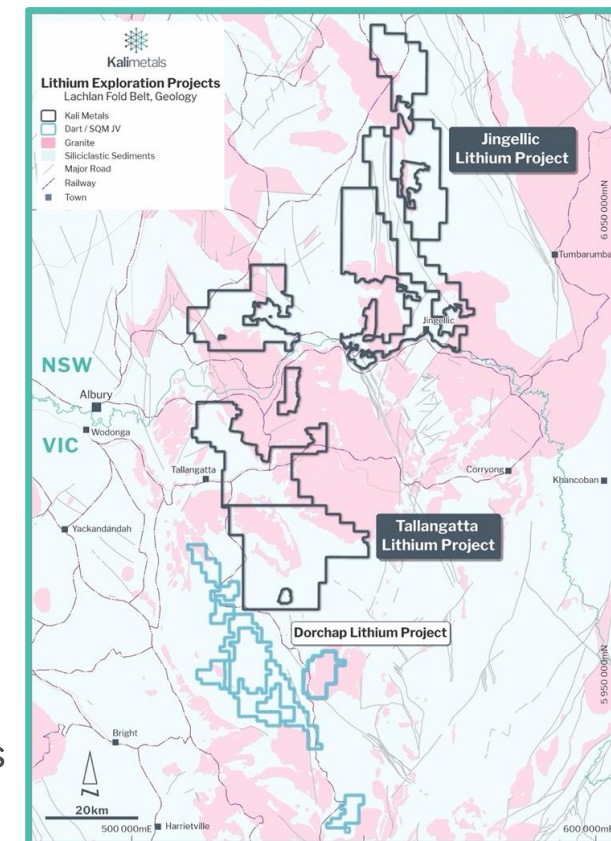 Kalimetals
Lithium Exploration Projects
Lachlan Fold Belt, Geology
Kali Metals
Dart / SQM JV
Granite
Siliciclastic Sediments
Major Road
Railway
Town
Jingellic
Lithium Project
6 050 000mN
Tumbarumba
Jingellic
NSW
Albury
Wodonga
VIC
Tallangatta
Corryong
Khancoban
Yackandandah
Tallangatta
Lithium Project
Dorchap Lithium Project
5 950 000mN
Bright
s
N
20km
500 000mE
Harrietville
600 000mE